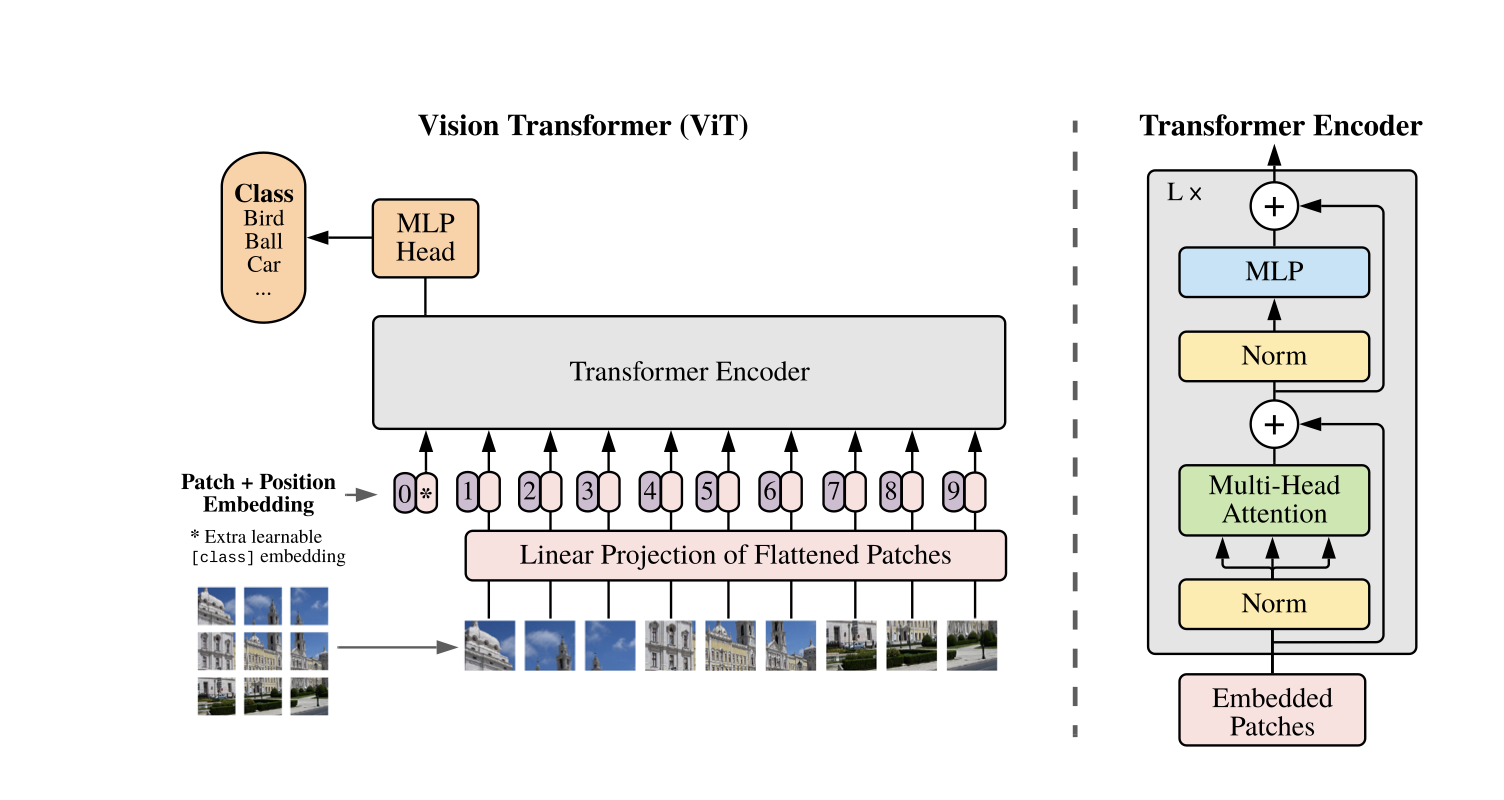 Vision Transformer (ViT)
Class
Bird
Ball
Car
...
MLP
Head
Transformer Encoder
Patch + Position
Embedding
0 * 1 2 3 4 5 6 7 8 9
* Extra learnable
[class] embedding
Linear Projection of Flattened Patches
Transformer Encoder
L ×
+
MLP
Norm
+
Multi-Head
Attention
Norm
Embedded
Patches